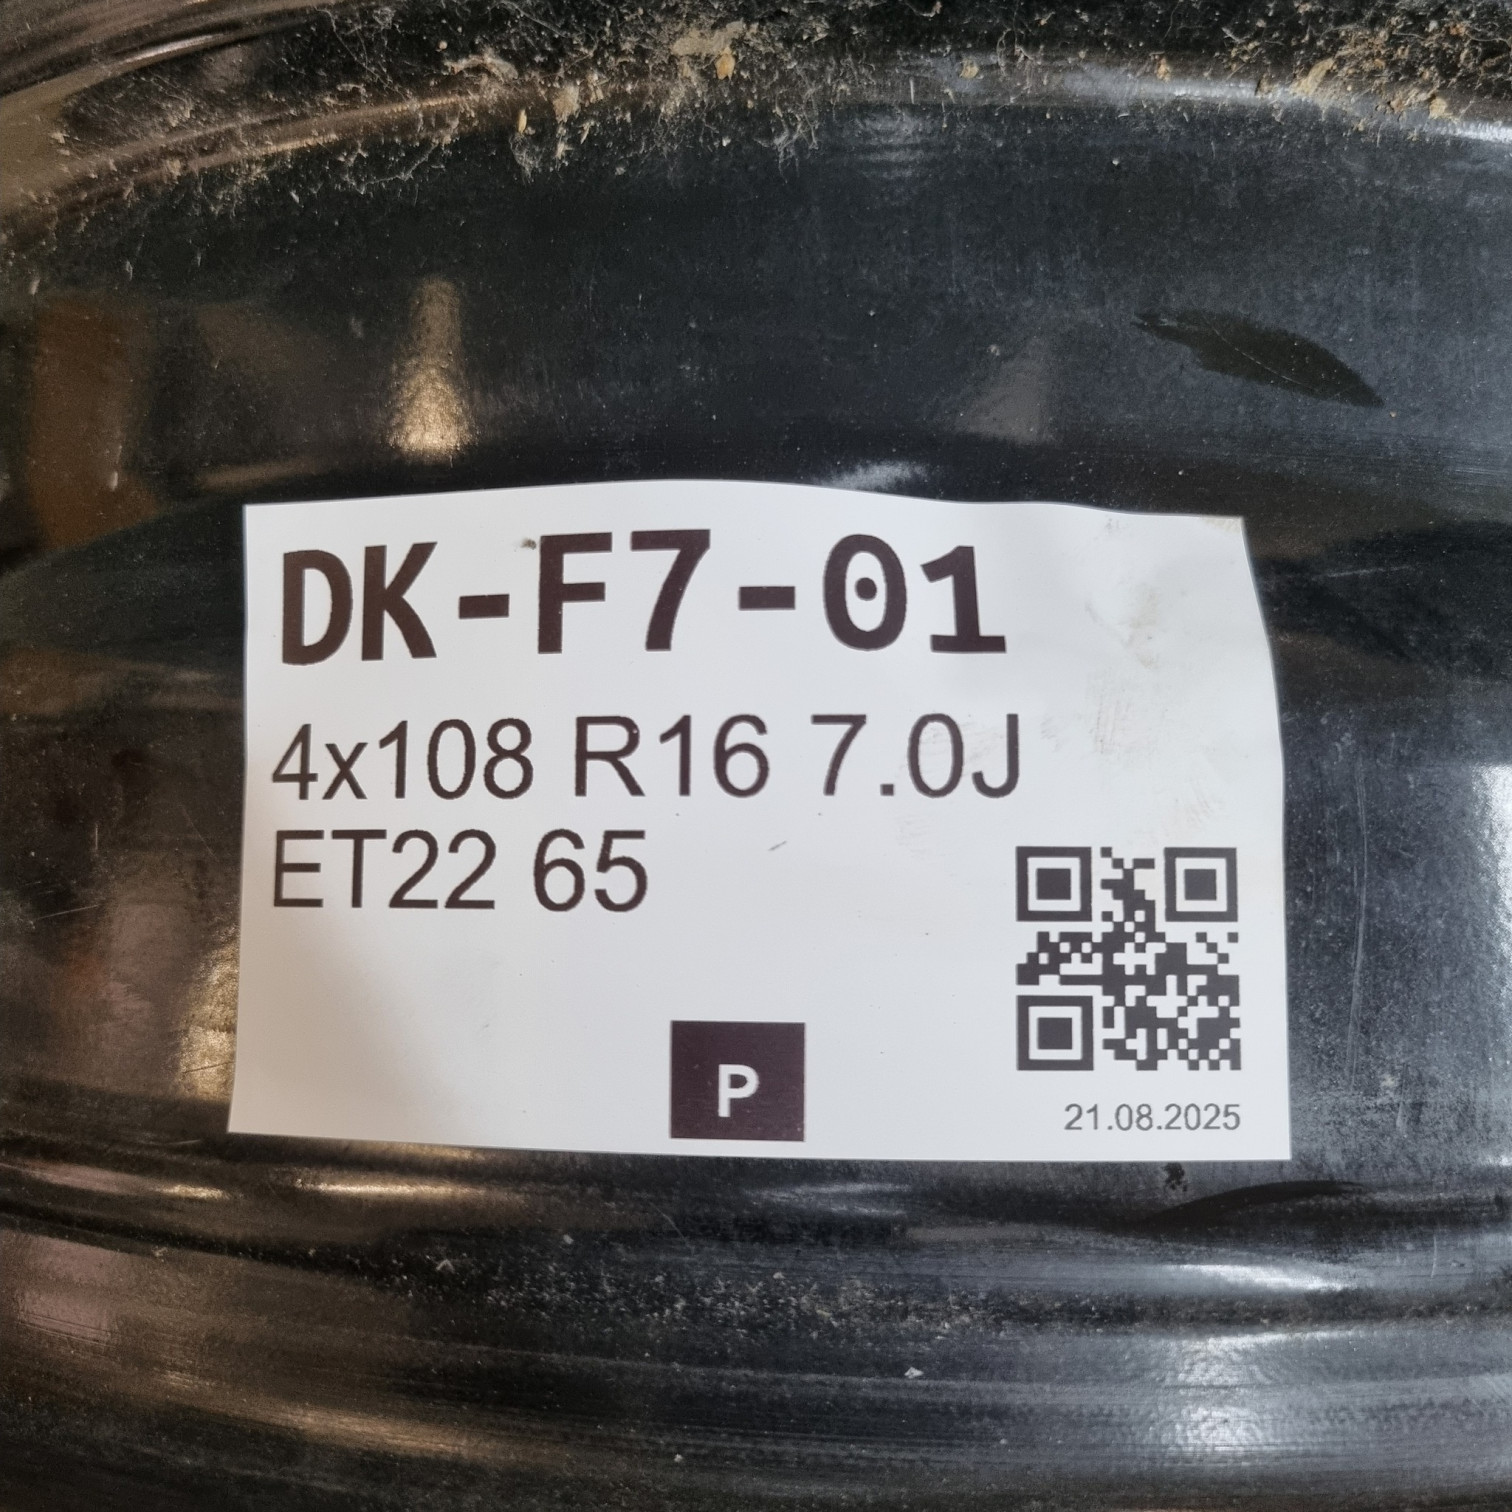 DK-F7-01
4x108 R16 7.0J
ET22 65
P
21.08.2025